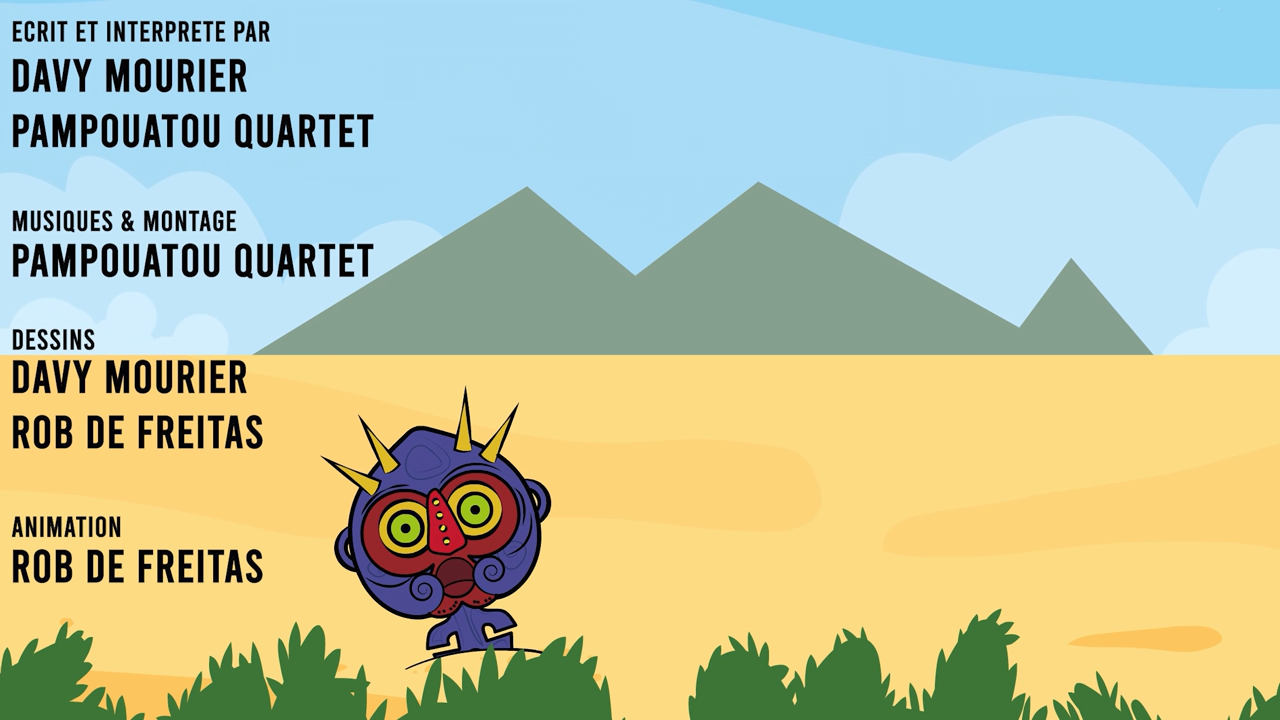 ECRIT ET INTERPRETE PAR
DAVY MOURIER
PAMPOUATOU QUARTET
MUSIQUES & MONTAGE
PAMPOUATOU QUARTET
DESSINS
DAVY MOURIER
ROB DE FREITAS
ANIMATION
ROB DE FREITAS